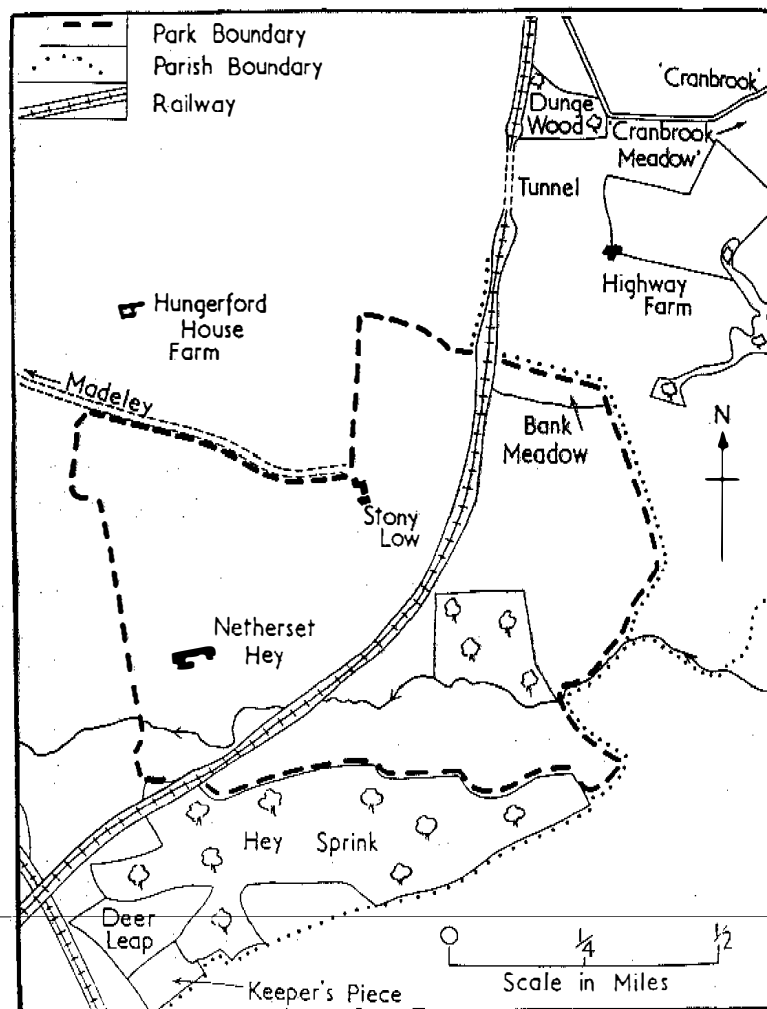 Park Boundary
Parish Boundary
Railway
'Cranbrook'
Dunge
Wood
'Cranbrook
Meadow'
Tunnel
Highway
Farm
Hungerford
House
Farm
Madeley
N
Bank
Meadow
Stony
Low
Netherset
Hey
Hey Sprink
Deer
Leap
Keeper's Piece
0 1/4 1/2
Scale in Miles